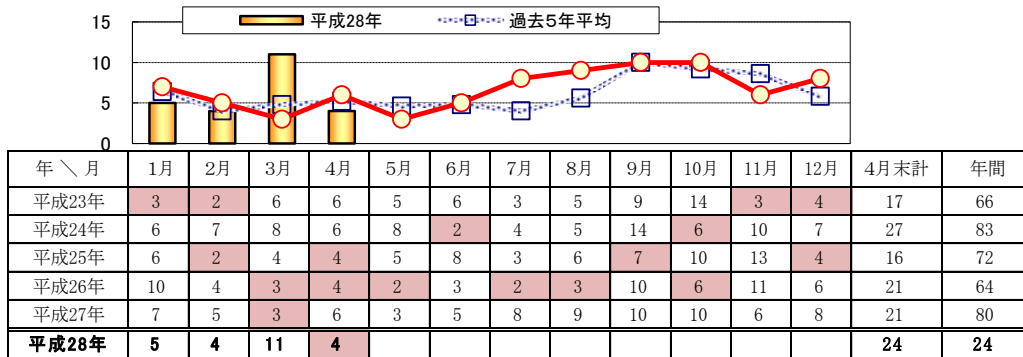 15
平成28年 過去5年平均
10
5
0
年 ＼ 月 1月 2月 3月 4月 5月 6月 7月 8月 9月 10月 11月 12月 4月末計 年間
平成23年 3 2 6 6 5 6 3 5 9 14 3 4 17 66
平成24年 6 7 8 6 8 2 4 5 14 6 10 7 27 83
平成25年 6 2 4 4 5 8 3 6 7 10 13 4 16 72
平成26年 10 4 3 4 2 3 2 3 10 6 11 6 21 64
平成27年 7 5 3 6 3 5 8 9 10 10 6 8 21 80
平成28年 5 4 11 4 24 24